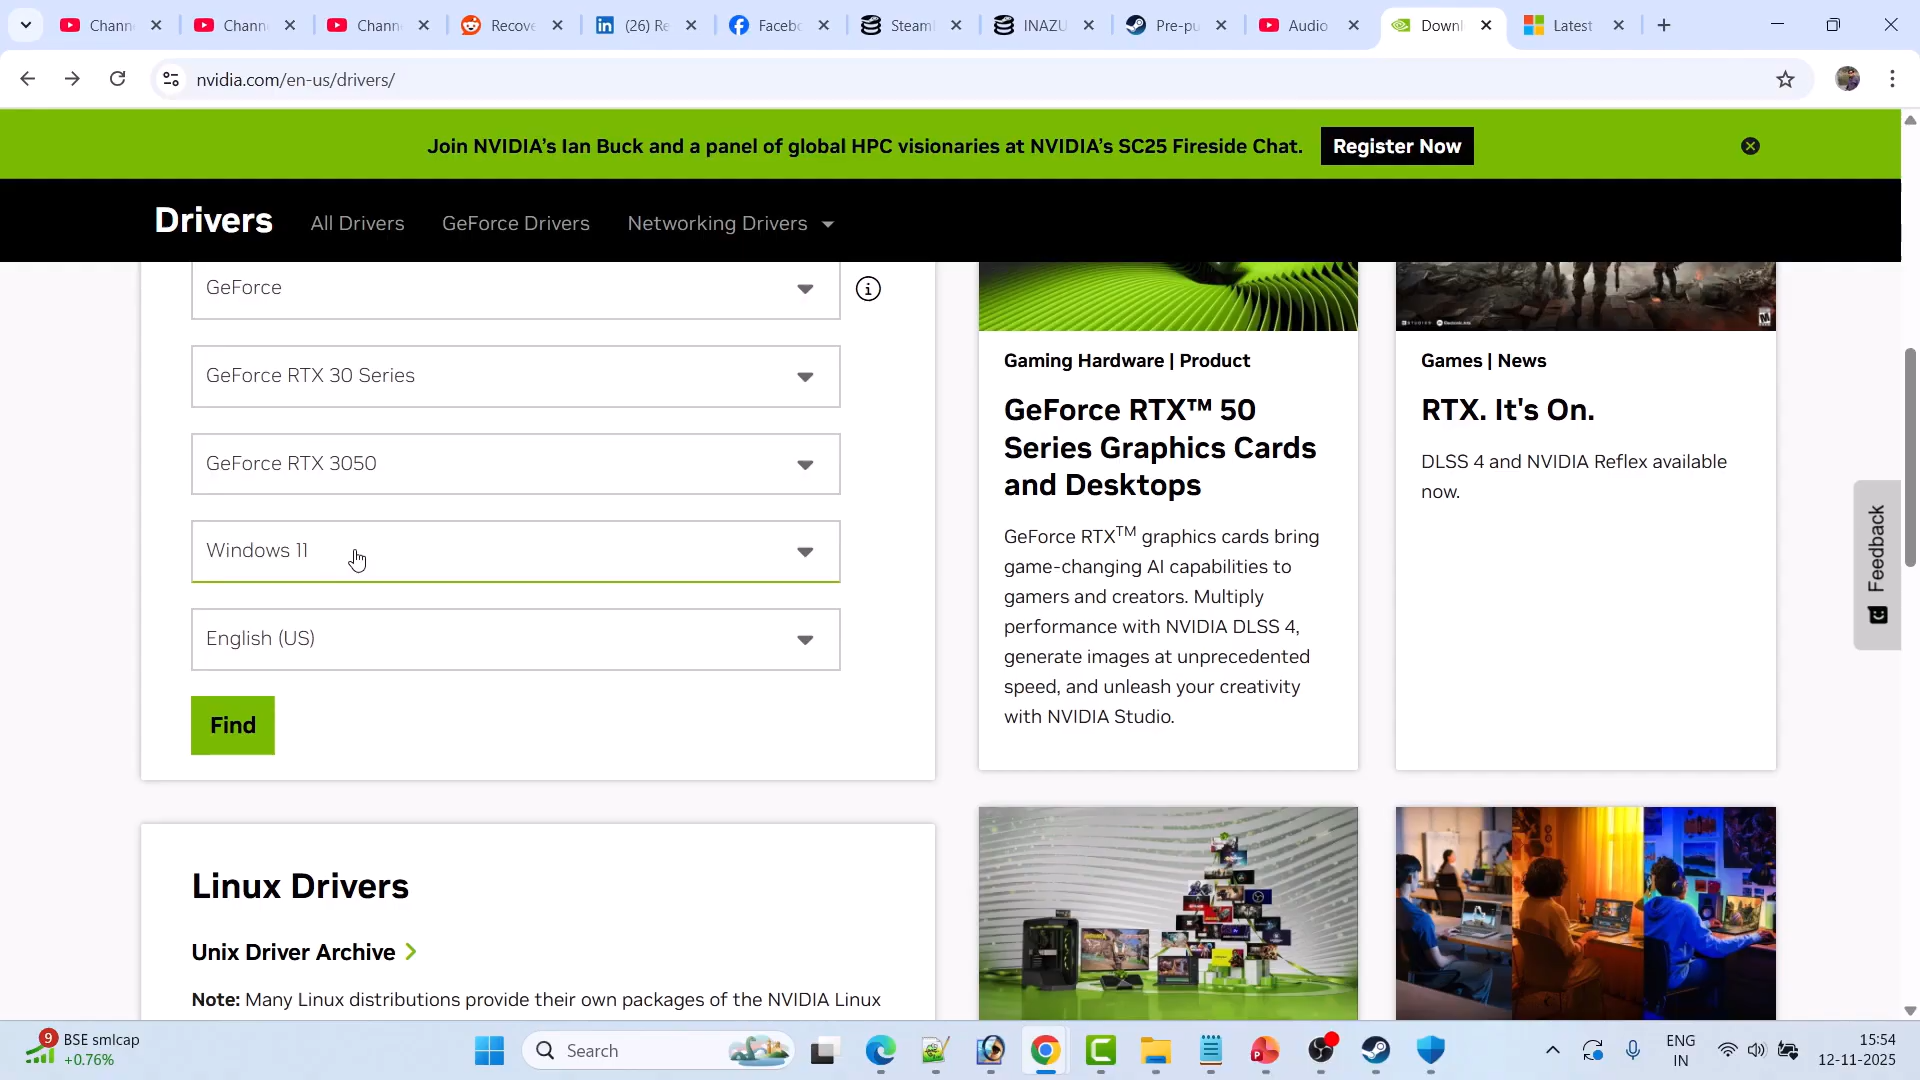 Chann
Chann
Chann
Recove
(26) Re
Facebo
Steaml
INAZU
Pre-pu
Audio
Downl
Latest
nvidia.com/en-us/drivers/
Join NVIDIA’s Ian Buck and a panel of global HPC visionaries at NVIDIA’s SC25 Fireside Chat.
Register Now
Drivers
All Drivers
GeForce Drivers
Networking Drivers
GeForce
GeForce RTX 30 Series
GeForce RTX 3050
Windows 11
English (US)
Find
Linux Drivers
Unix Driver Archive
Note: Many Linux distributions provide their own packages of the NVIDIA Linux
Gaming Hardware | Product
GeForce RTX™ 50
Series Graphics Cards
and Desktops
GeForce RTX™ graphics cards bring
game-changing AI capabilities to
gamers and creators. Multiply
performance with NVIDIA DLSS 4,
generate images at unprecedented
speed, and unleash your creativity
with NVIDIA Studio.
Games | News
RTX. It's On.
DLSS 4 and NVIDIA Reflex available
now.
Feedback
9
BSE smlcap
+0.76%
Search
ENG
IN
15:54
12-11-2025